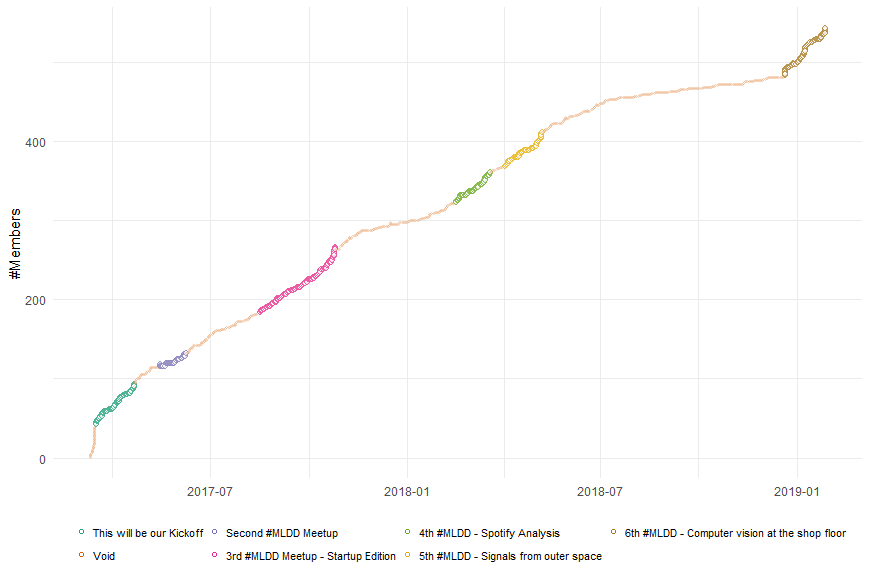 #Members
400
200
0
2017-07
2018-01
2018-07
2019-01
This will be our Kickoff
Second #MLDD Meetup
4th #MLDD - Spotify Analysis
6th #MLDD - Computer vision at the shop floor
Void
3rd #MLDD Meetup - Startup Edition
5th #MLDD - Signals from outer space